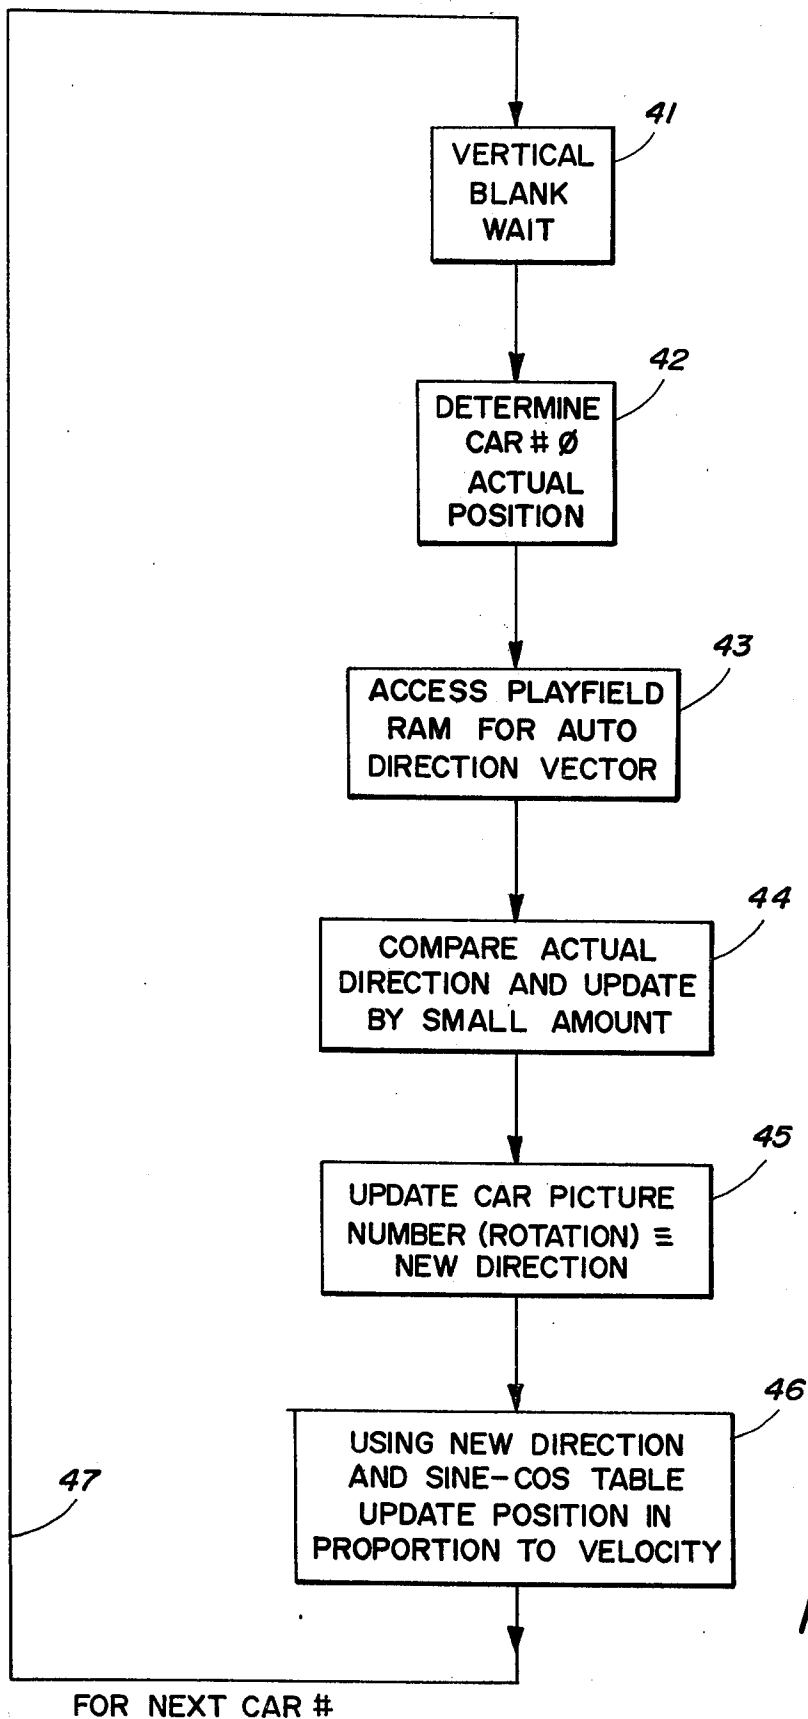 41
VERTICAL
BLANK
WAIT
42
DETERMINE
CAR # Ø
ACTUAL
POSITION
43
ACCESS PLAYFIELD
RAM FOR AUTO
DIRECTION VECTOR
44
COMPARE ACTUAL
DIRECTION AND UPDATE
BY SMALL AMOUNT
45
UPDATE CAR PICTURE
NUMBER (ROTATION) ≡
NEW DIRECTION
46
USING NEW DIRECTION
AND SINE-COS TABLE
UPDATE POSITION IN
PROPORTION TO VELOCITY
47
FOR NEXT CAR #